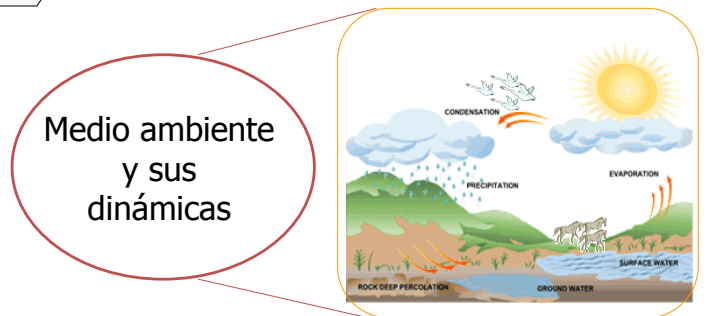 Medio ambiente
y sus
dinámicas
CONDENSATION
PRECIPITATION
EVAPORATION
SURFACE WATER
ROCK DEEP PERCOLATION
GROUND WATER